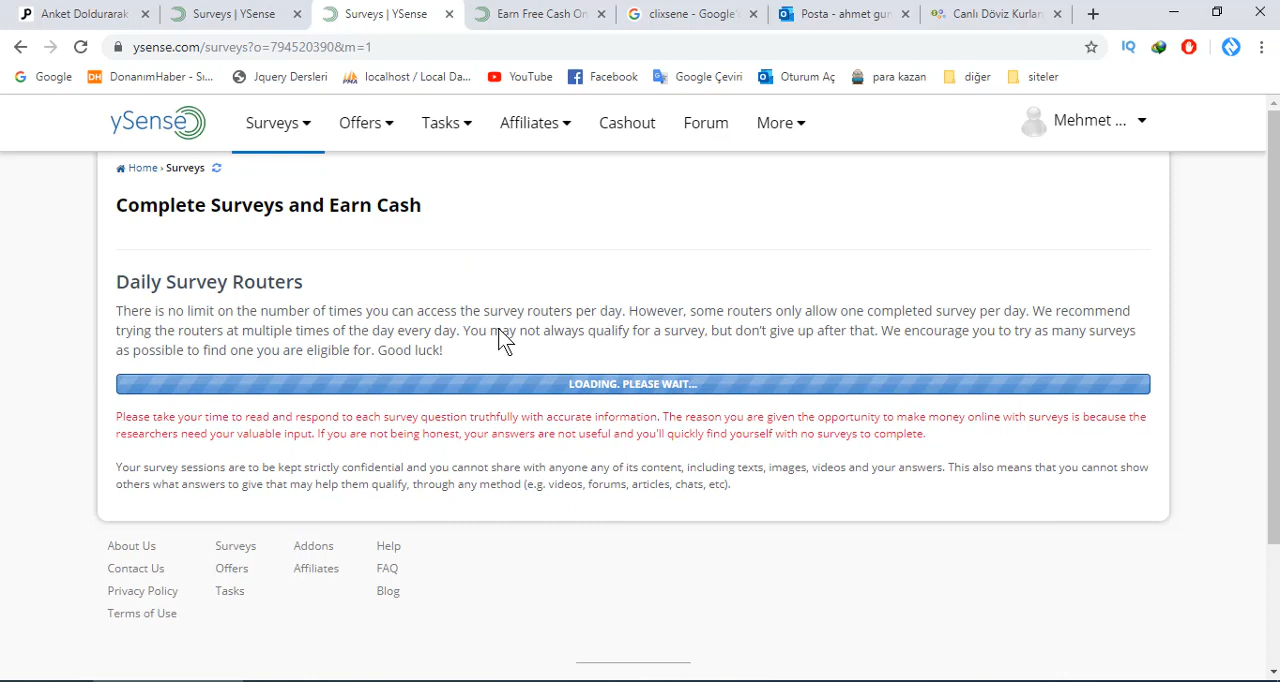 Anket Doldurarak
Surveys | YSense
Surveys | YSense
Earn Free Cash On
clixsene - Google'
Posta - ahmet gur
Canlı Döviz Kurlar
ysense.com/surveys?o=794520390&m=1
Google
DonanımHaber - Sı...
Jquery Dersleri
localhost / Local Da...
YouTube
Facebook
Google Çeviri
Oturum Aç
para kazan
diğer
siteler
ySense
Surveys
Offers
Tasks
Affiliates
Cashout
Forum
More
Mehmet ...
Home › Surveys
Complete Surveys and Earn Cash
Daily Survey Routers
There is no limit on the number of times you can access the survey routers per day. However, some routers only allow one completed survey per day. We recommend
trying the routers at multiple times of the day every day. You may not always qualify for a survey, but don't give up after that. We encourage you to try as many surveys
as possible to find one you are eligible for. Good luck!
LOADING. PLEASE WAIT...
Please take your time to read and respond to each survey question truthfully with accurate information. The reason you are given the opportunity to make money online with surveys is because the
researchers need your valuable input. If you are not being honest, your answers are not useful and you'll quickly find yourself with no surveys to complete.
Your survey sessions are to be kept strictly confidential and you cannot share with anyone any of its content, including texts, images, videos and your answers. This also means that you cannot show
others what answers to give that may help them qualify, through any method (e.g. videos, forums, articles, chats, etc).
About Us
Surveys
Addons
Help
Contact Us
Offers
Affiliates
FAQ
Privacy Policy
Tasks
Blog
Terms of Use